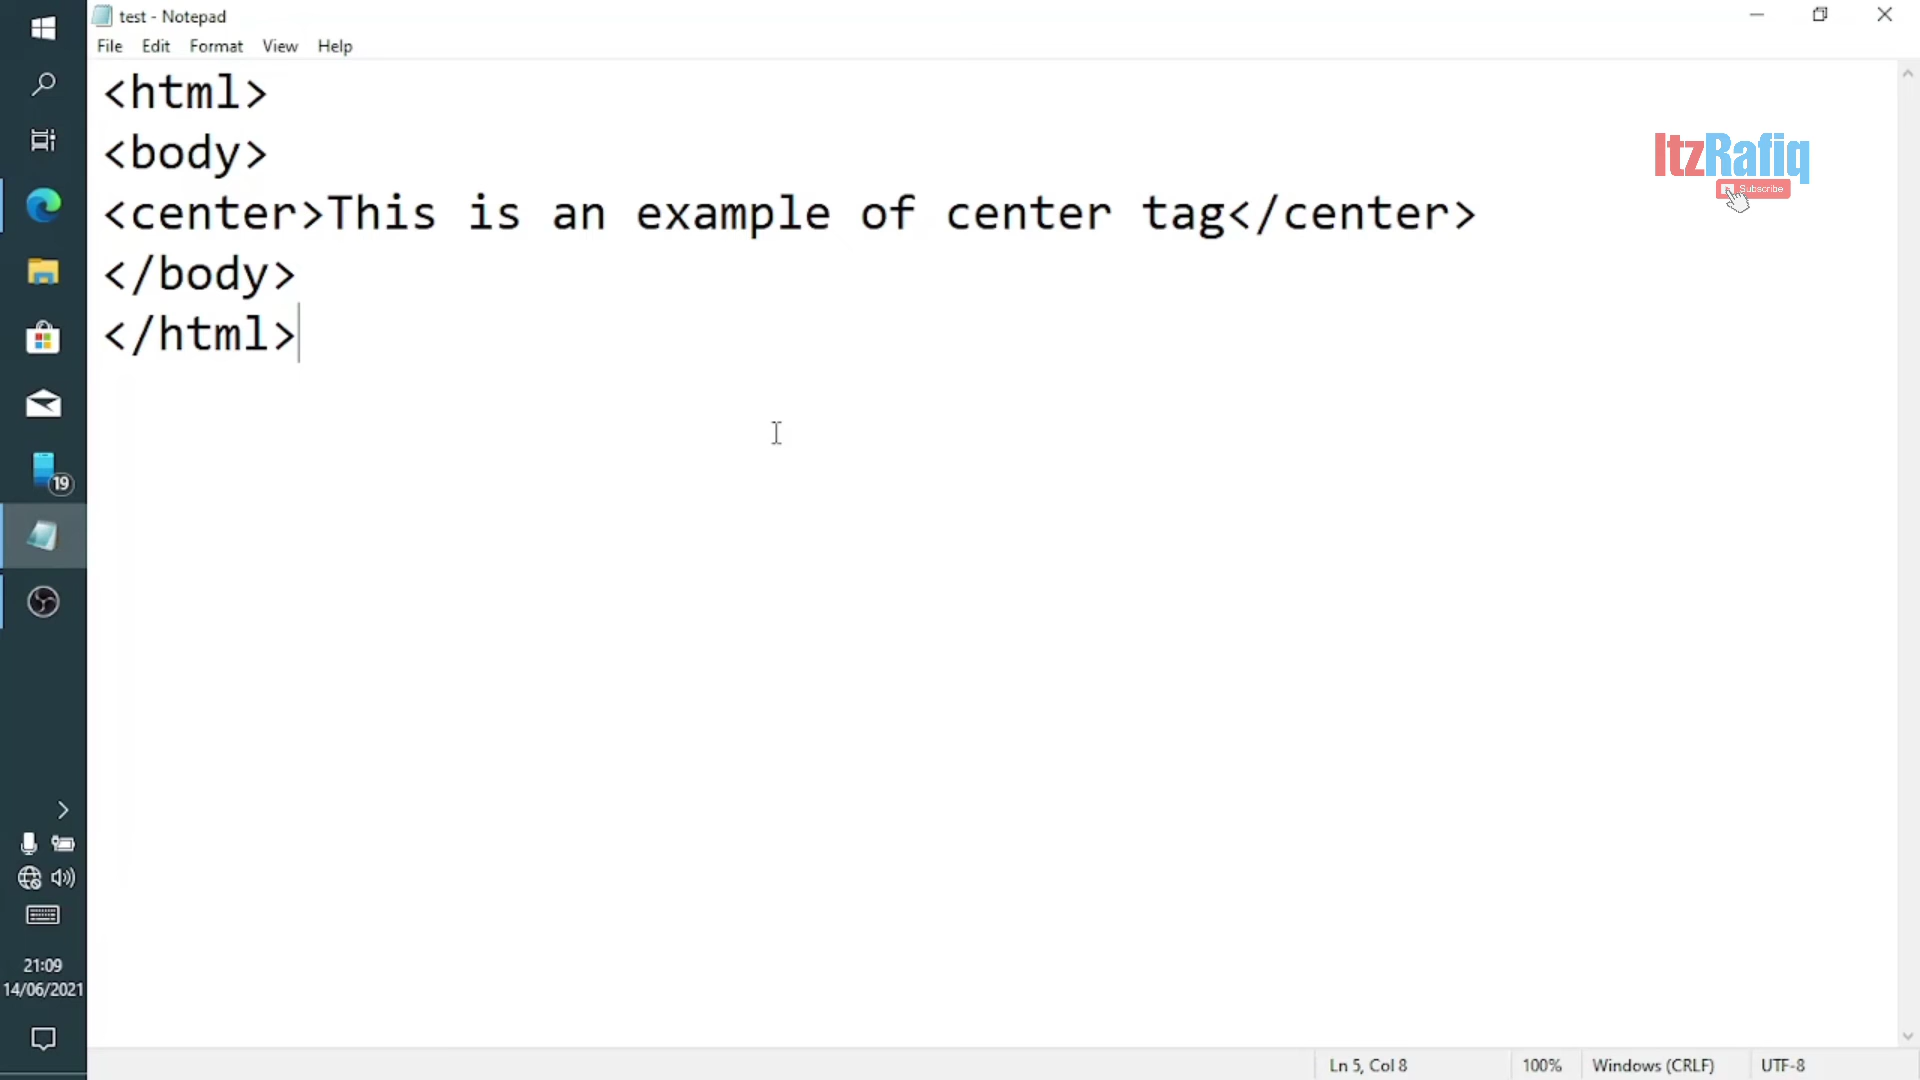 test - Notepad
File Edit Format View Help
<html>
<body>
<center>This is an example of center tag</center>
</body>
</html>
ItzRafiq
Subscribe
19
21:09
14/06/2021
Ln 5, Col 8 100% Windows (CRLF) UTF-8